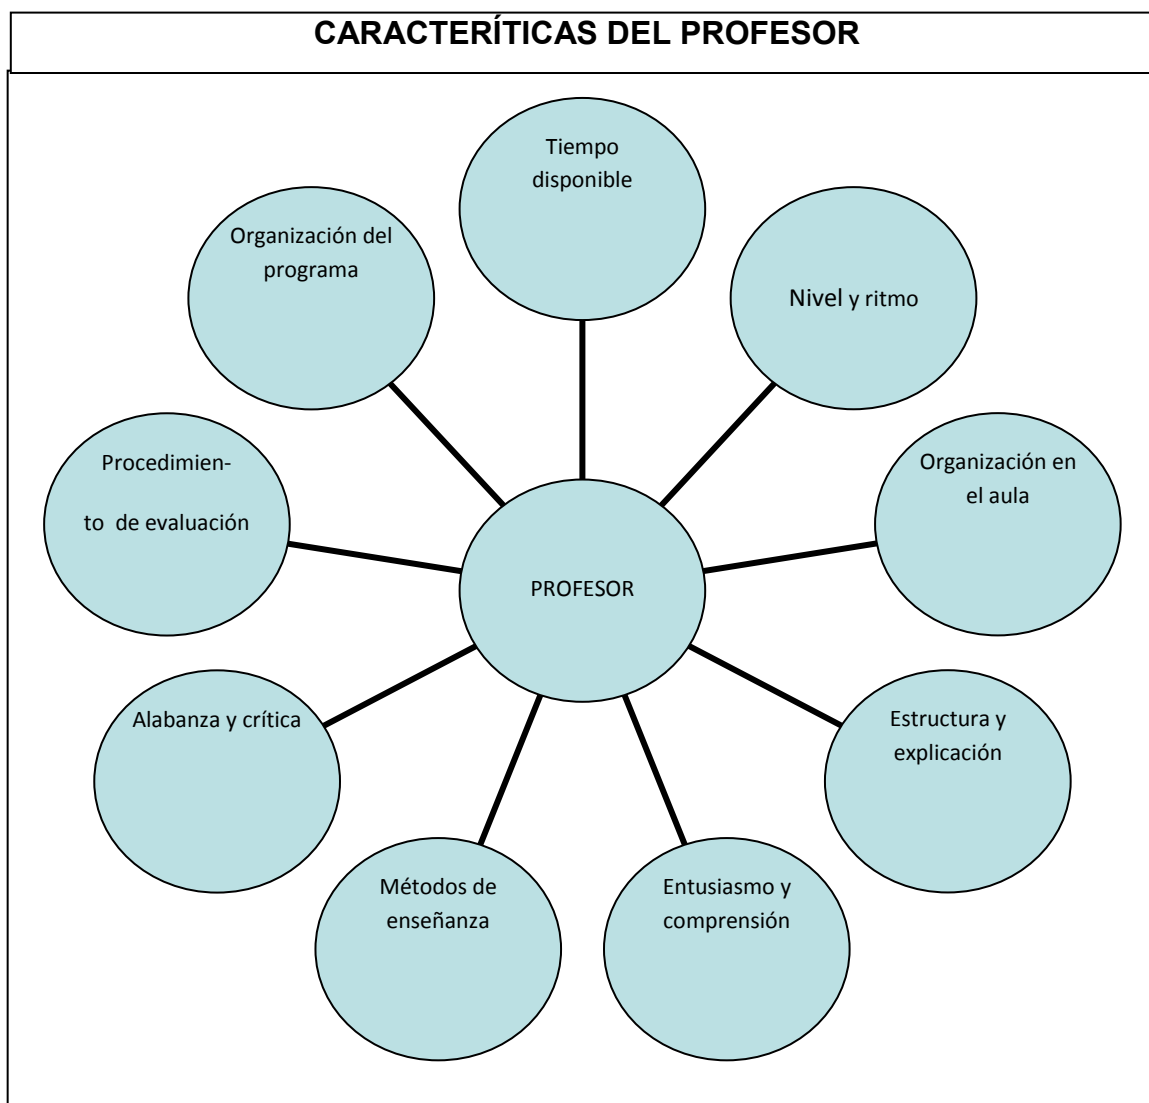 CARACTERÍTICAS DEL PROFESOR
Tiempo
disponible
Nivel y ritmo
Organización en
el aula
Estructura y
explicación
Entusiasmo y
comprensión
Métodos de
enseñanza
Alabanza y crítica
Procedimien-
to de evaluación
Organización del
programa
PROFESOR